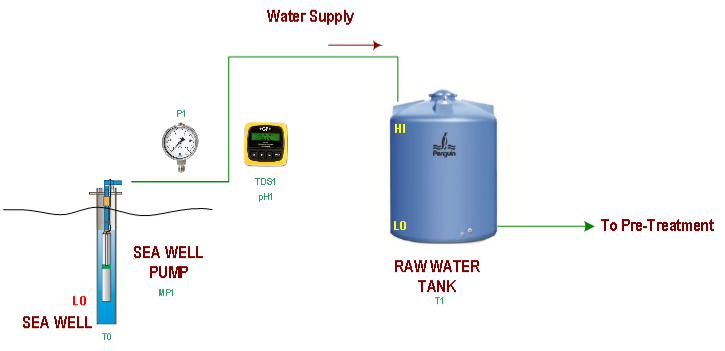 Water Supply
P1
+GF+
HI
Penguin
TDS1
pH1
LO
To Pre-Treatment
SEA WELL
PUMP
MP1
RAW WATER
TANK
T1
LO
SEA WELL
T0